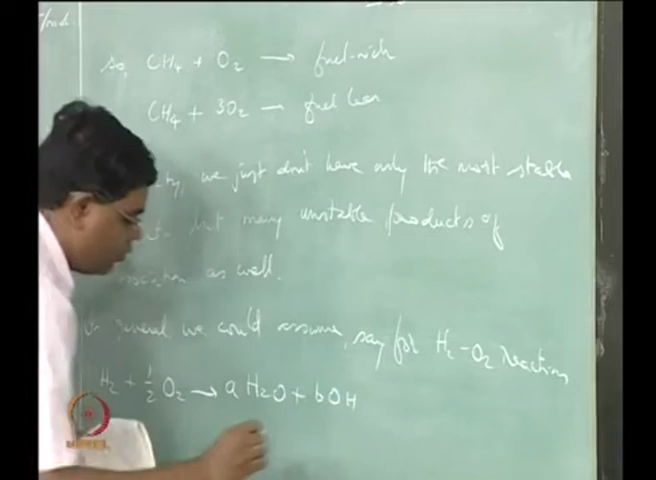 so, CH4 + O2 → fuel-rich
CH4 + 3O2 → fuel lean
we just don't have only the most stable
but many unstable products of
as well.
general, we could assume, say for H2-O2 reaction
H2 + 1/2 O2 → a H2O + b OH